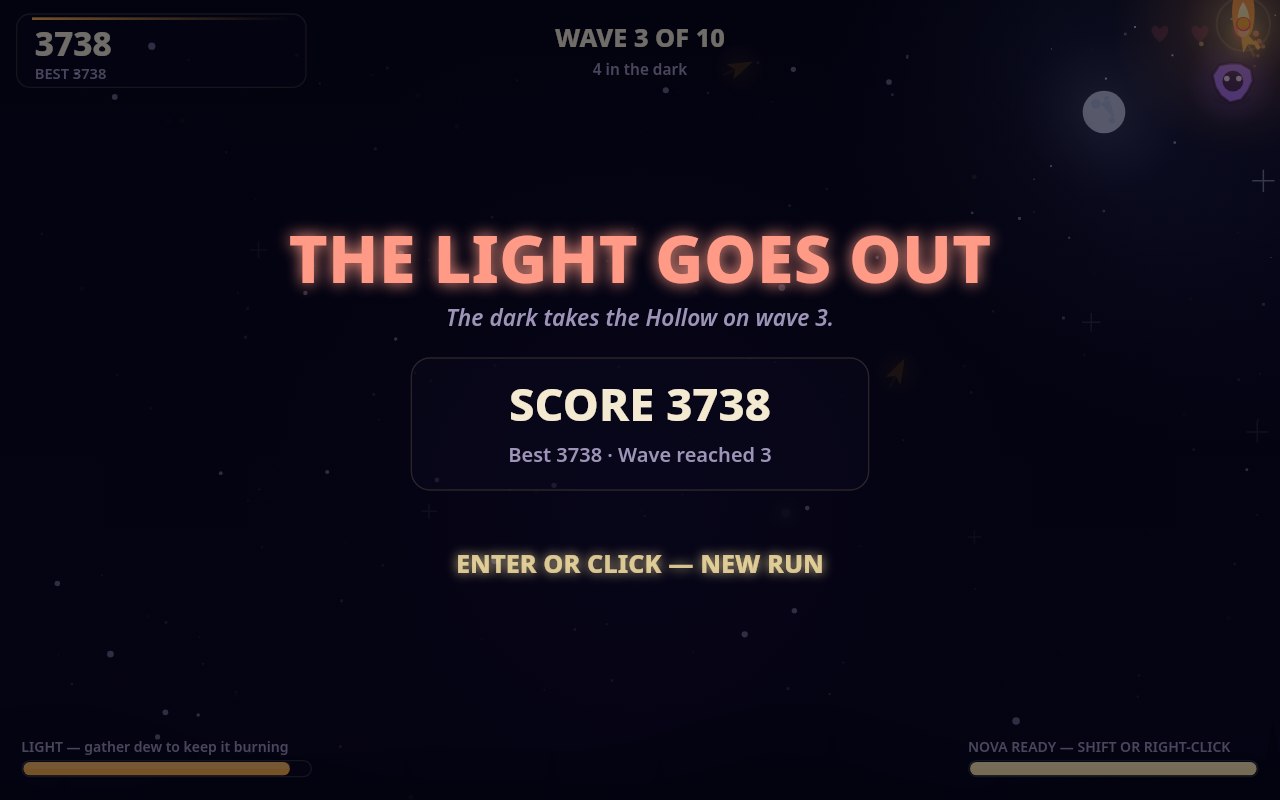 3738
BEST 3738
WAVE 3 OF 10
4 in the dark
THE LIGHT GOES OUT
The dark takes the Hollow on wave 3.
SCORE 3738
Best 3738 · Wave reached 3
ENTER OR CLICK — NEW RUN
LIGHT — gather dew to keep it burning
NOVA READY — SHIFT OR RIGHT-CLICK